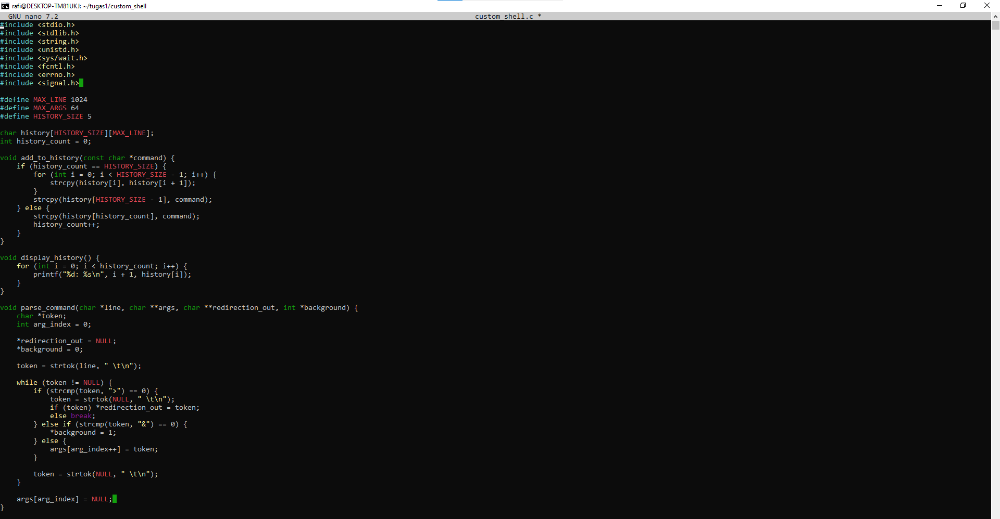 rafi@DESKTOP-TM81UKJ: ~/tugas1/custom_shell
GNU nano 7.2 custom_shell.c *
#include <stdio.h>
#include <stdlib.h>
#include <string.h>
#include <unistd.h>
#include <sys/wait.h>
#include <fcntl.h>
#include <errno.h>
#include <signal.h>
#define MAX_LINE 1024
#define MAX_ARGS 64
#define HISTORY_SIZE 5
char history[HISTORY_SIZE][MAX_LINE];
int history_count = 0;
void add_to_history(const char *command) {
    if (history_count == HISTORY_SIZE) {
        for (int i = 0; i < HISTORY_SIZE - 1; i++) {
            strcpy(history[i], history[i + 1]);
        }
        strcpy(history[HISTORY_SIZE - 1], command);
    } else {
        strcpy(history[history_count], command);
        history_count++;
    }
}
void display_history() {
    for (int i = 0; i < history_count; i++) {
        printf("%d: %s\n", i + 1, history[i]);
    }
}
void parse_command(char *line, char **args, char **redirection_out, int *background) {
    char *token;
    int arg_index = 0;
    *redirection_out = NULL;
    *background = 0;
    token = strtok(line, " \t\n");
    while (token != NULL) {
        if (strcmp(token, ">") == 0) {
            token = strtok(NULL, " \t\n");
            if (token) *redirection_out = token;
            else break;
        } else if (strcmp(token, "&") == 0) {
            *background = 1;
        } else {
            args[arg_index++] = token;
        }
        token = strtok(NULL, " \t\n");
    }
    args[arg_index] = NULL;
}